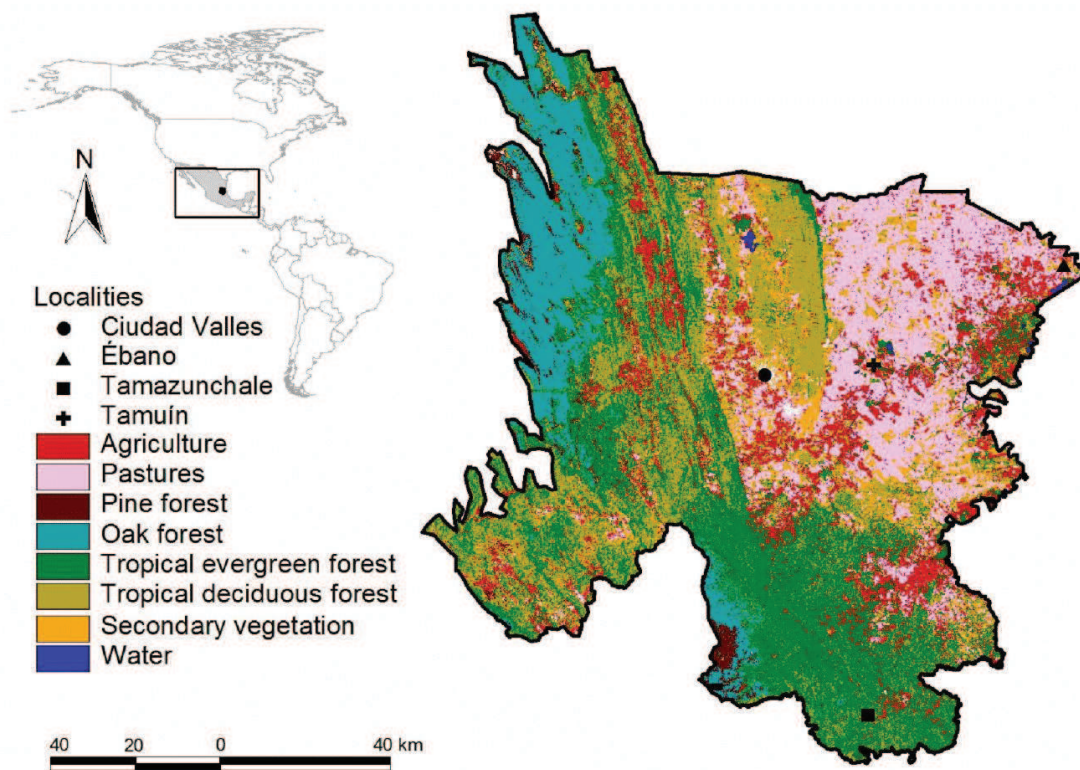 N
Localities
Ciudad Valles
Ébano
Tamazunchale
Tamuín
Agriculture
Pastures
Pine forest
Oak forest
Tropical evergreen forest
Tropical deciduous forest
Secondary vegetation
Water
40 20 0 40 km